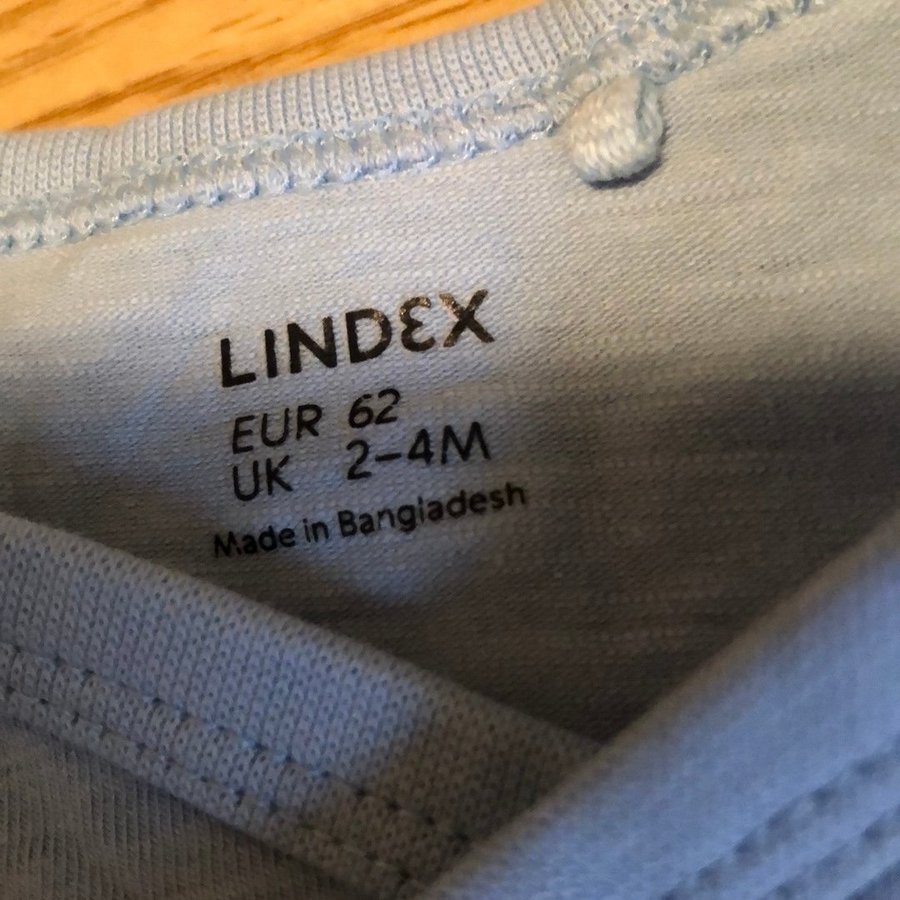 LINDEX
EUR 62
UK 2-4M
Made in Bangladesh